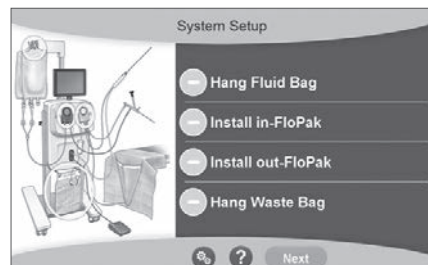 System Setup
Hang Fluid Bag
Install in-FloPak
Install out-FloPak
Hang Waste Bag
?
Next